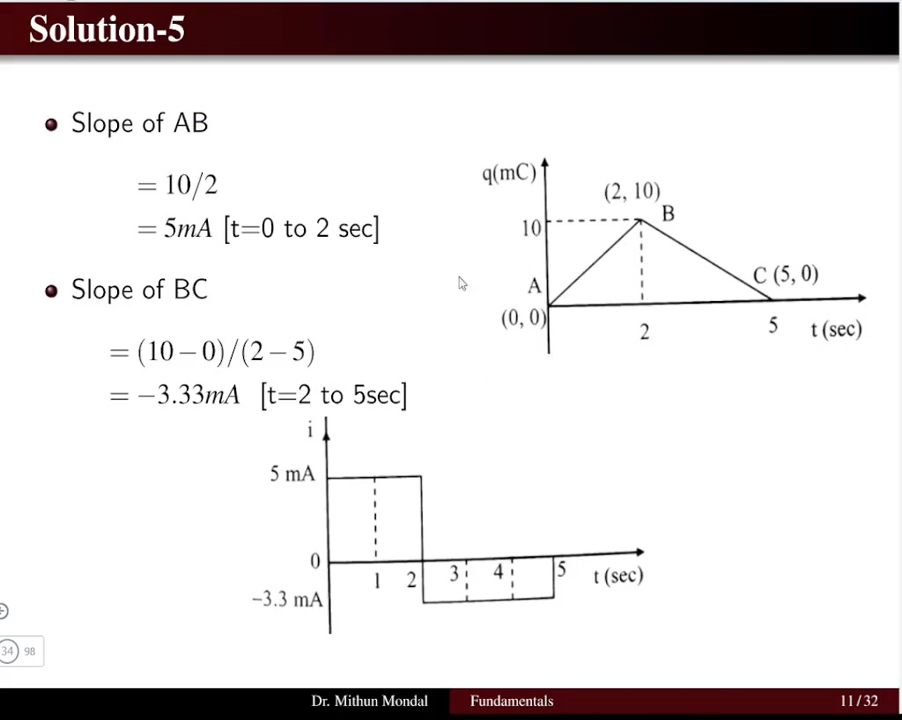 Solution-5
Slope of AB
= 10/2
= 5mA [t=0 to 2 sec]
Slope of BC
= (10 − 0)/(2 − 5)
= −3.33mA [t=2 to 5sec]
q(mC)
(2, 10)
B
10
A
C (5, 0)
(0, 0)
2
5
t (sec)
i
5 mA
0
1
2
3
4
5
t (sec)
−3.3 mA
34
98
Dr. Mithun Mondal
Fundamentals
11 / 32